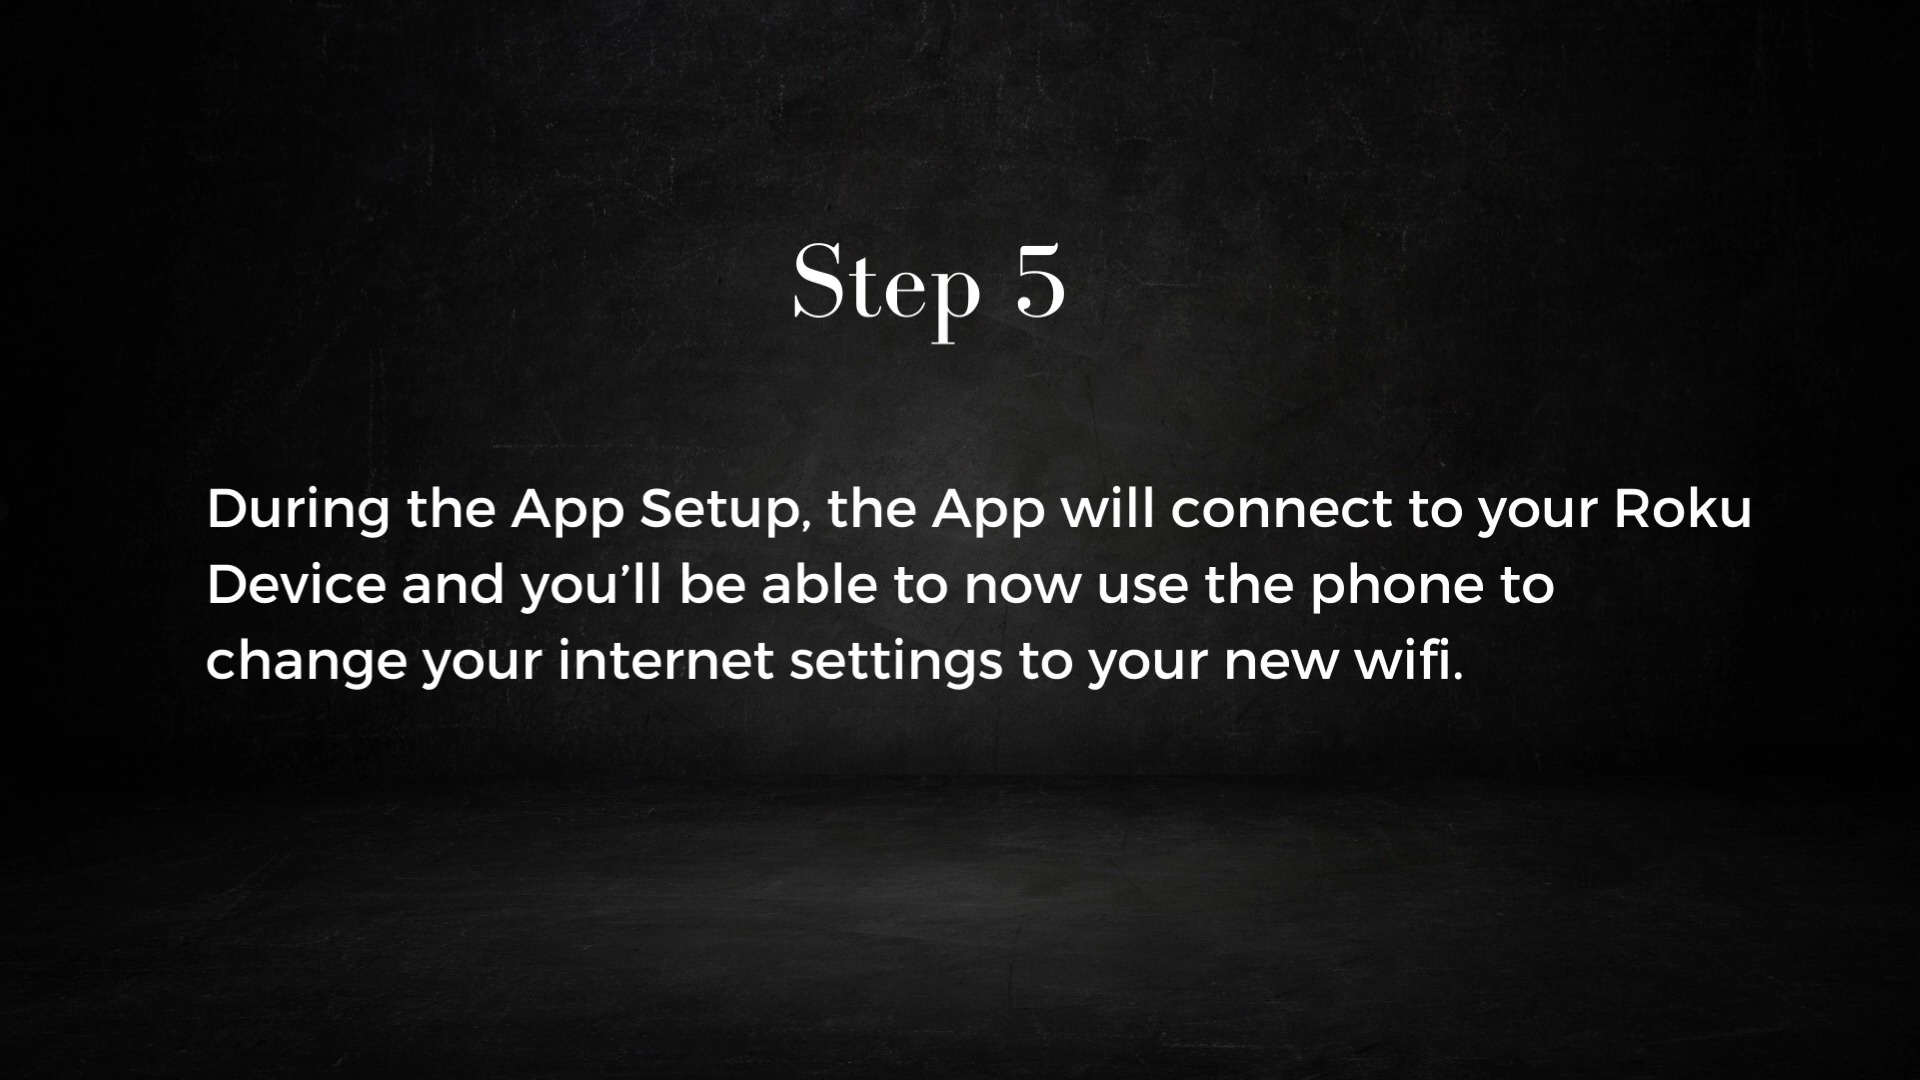 Step 5
During the App Setup, the App will connect to your Roku
Device and you’ll be able to now use the phone to
change your internet settings to your new wifi.